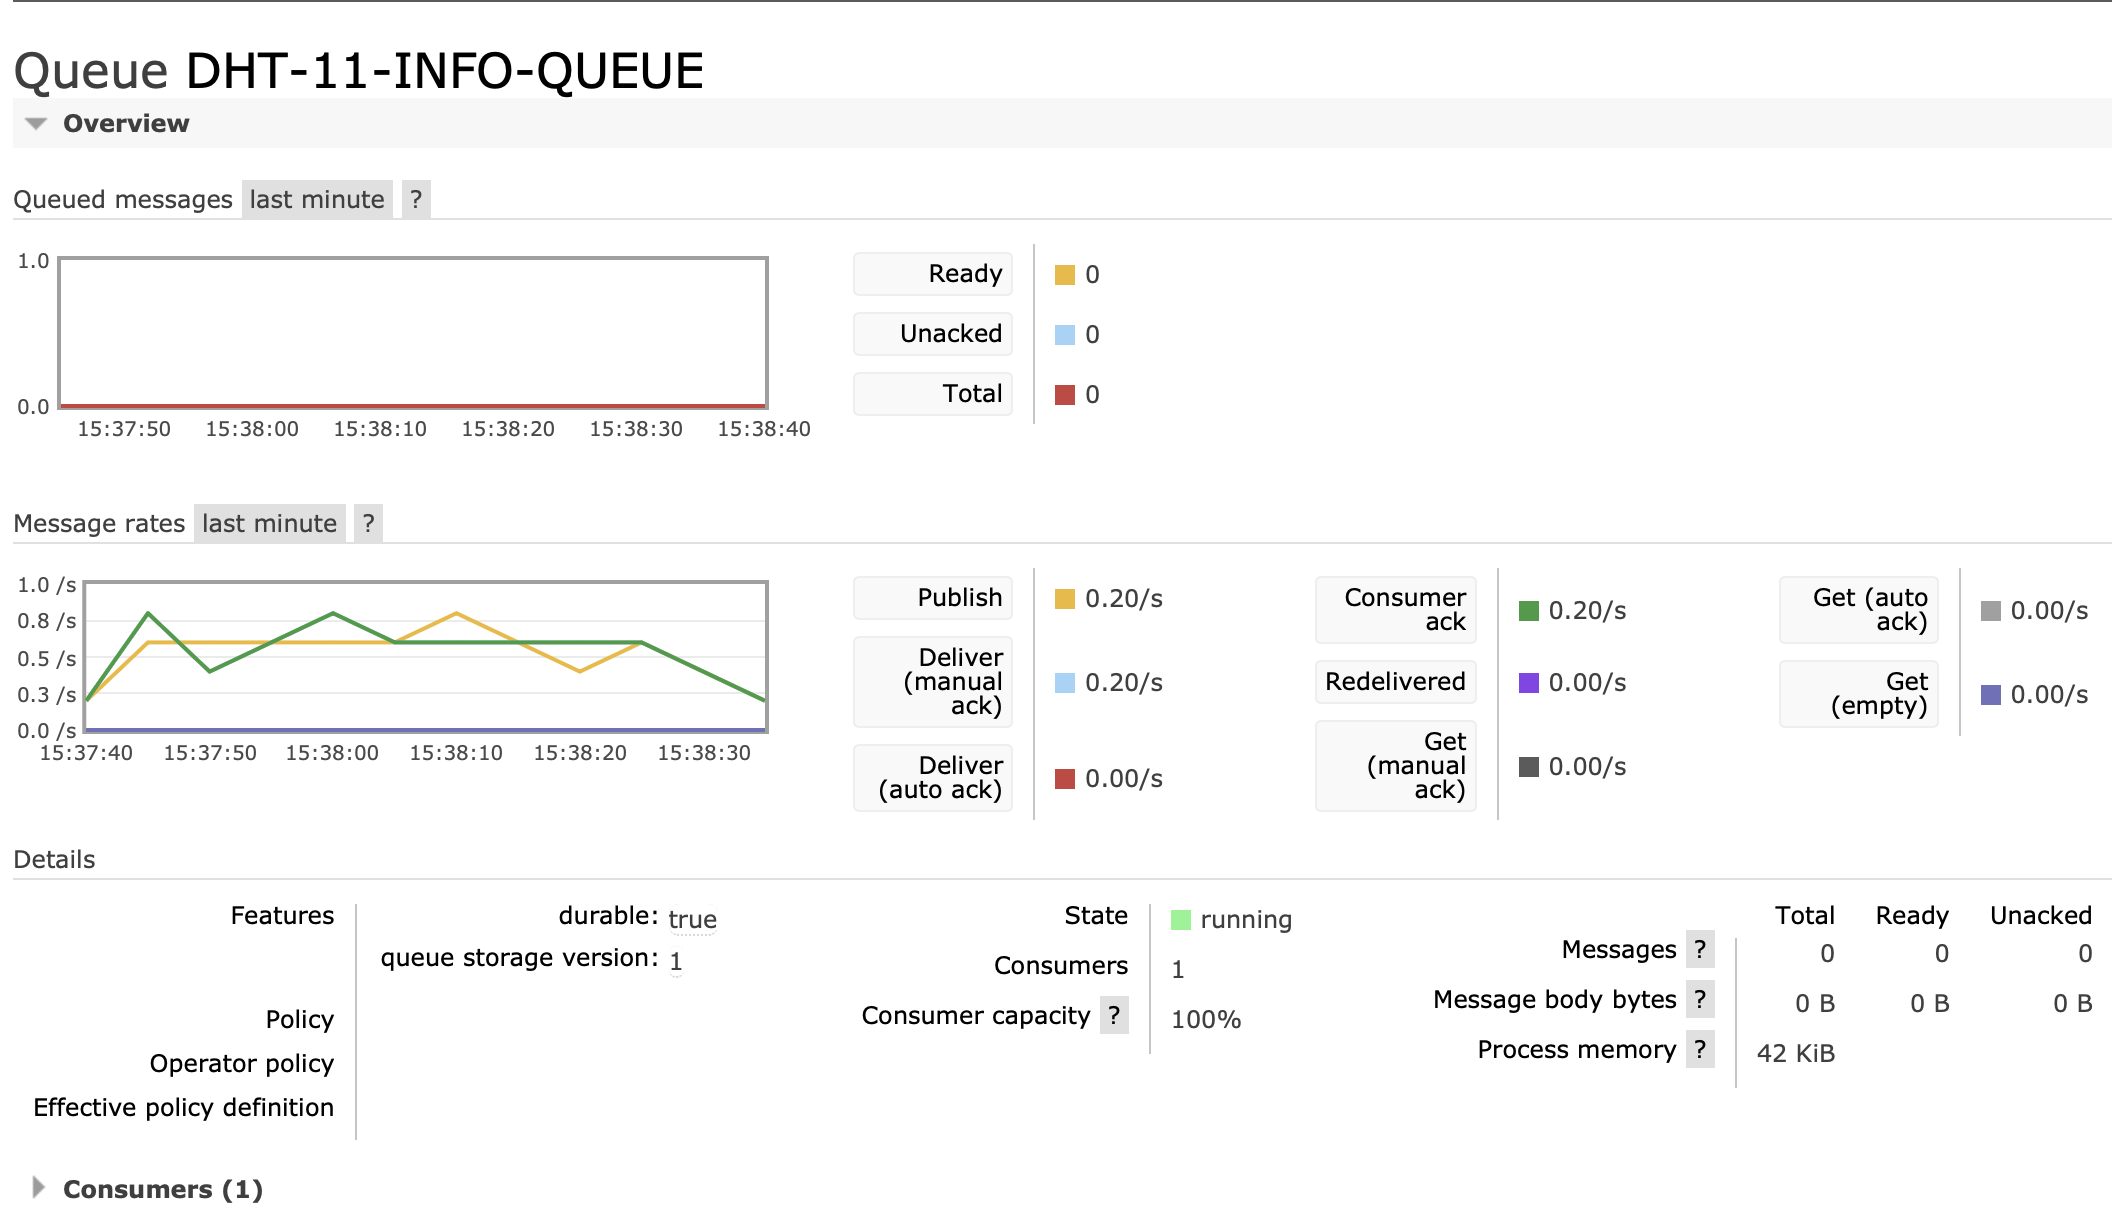 Queue DHT-11-INFO-QUEUE
Overview
Queued messages last minute ?
1.0
0.0
15:37:50 15:38:00 15:38:10 15:38:20 15:38:30 15:38:40
Ready 0
Unacked 0
Total 0
Message rates last minute ?
1.0 /s
0.8 /s
0.5 /s
0.3 /s
0.0 /s
15:37:40 15:37:50 15:38:00 15:38:10 15:38:20 15:38:30
Publish 0.20/s
Deliver
(manual
ack)
0.20/s
Deliver
(auto ack)
0.00/s
Consumer
ack
0.20/s
Redelivered 0.00/s
Get
(manual
ack)
0.00/s
Get (auto
ack)
0.00/s
Get
(empty)
0.00/s
Details
Features
durable: true
queue storage version: 1
Policy
Operator policy
Effective policy definition
State running
Consumers 1
Consumer capacity ? 100%
Total Ready Unacked
Messages ? 0 0 0
Message body bytes ? 0 B 0 B 0 B
Process memory ? 42 KiB
Consumers (1)